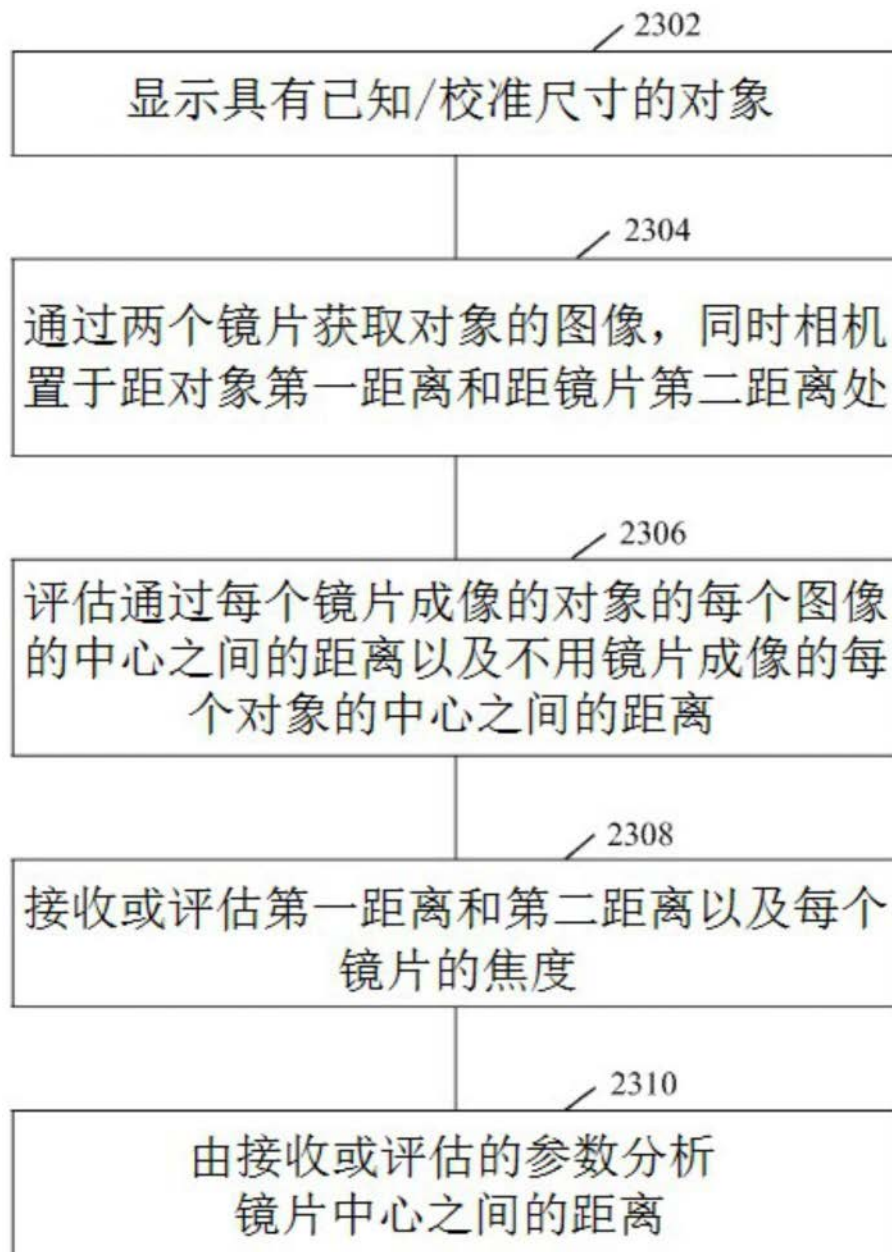 2302
显示具有已知/校准尺寸的对象
2304
通过两个镜片获取对象的图像，同时相机
置于距对象第一距离和距镜片第二距离处
2306
评估通过每个镜片成像的对象的每个图像
的中心之间的距离以及不用镜片成像的每
个对象的中心之间的距离
2308
接收或评估第一距离和第二距离以及每个
镜片的焦度
2310
由接收或评估的参数分析
镜片中心之间的距离